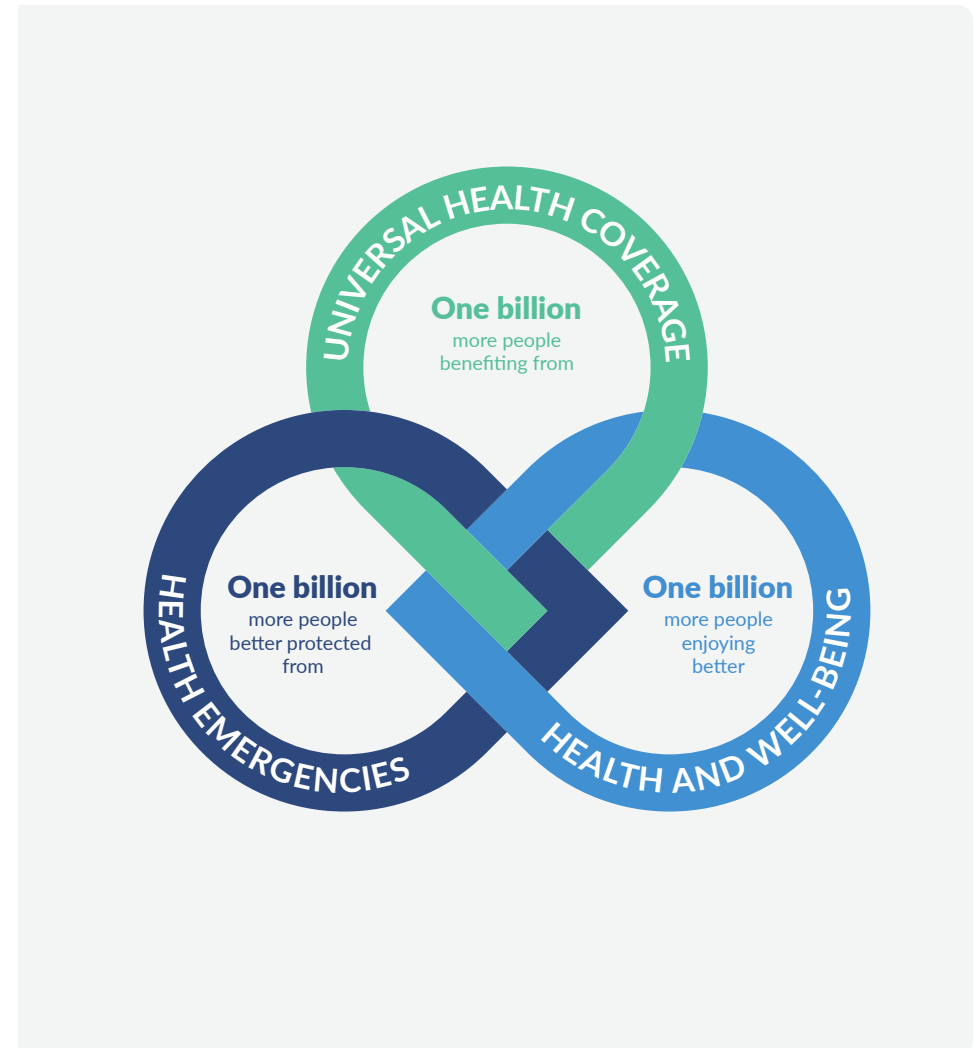 UNIVERSAL HEALTH COVERAGE
One billion
more people
benefiting from
HEALTH EMERGENCIES
One billion
more people
better protected
from
One billion
more people
enjoying
better
HEALTH AND WELL-BEING